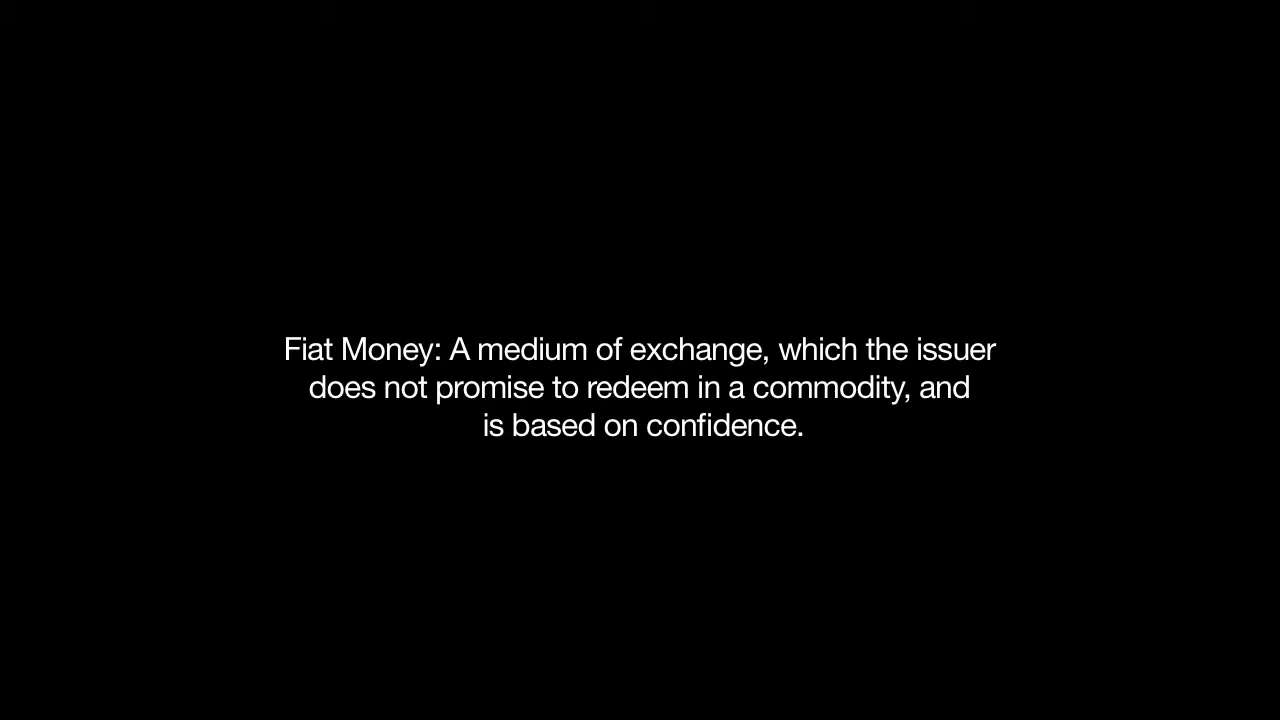 Fiat Money: A medium of exchange, which the issuer
does not promise to redeem in a commodity, and
is based on confidence.